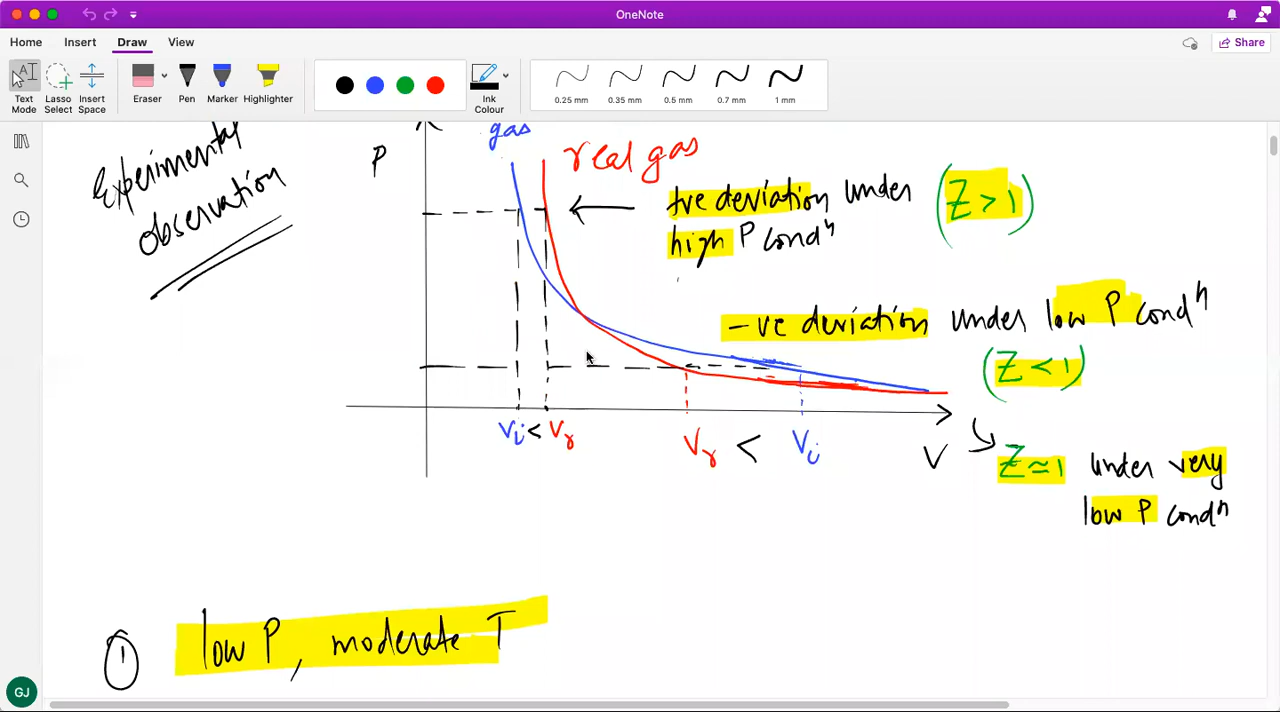 OneNote
Home Insert Draw View
Share
Text Mode
Lasso Select
Insert Space
Eraser
Pen
Marker
Highlighter
Ink Colour
0.25 mm
0.35 mm
0.5 mm
0.7 mm
1 mm
Experimental
observation
P
gas
real gas
+ve deviation under
high P condⁿ
(Z > 1)
-ve deviation under low P condⁿ
(Z < 1)
Vi < Vr
Vr < Vi
V
Z ≃ 1 under very
low P condⁿ
① low P, moderate T
GJ